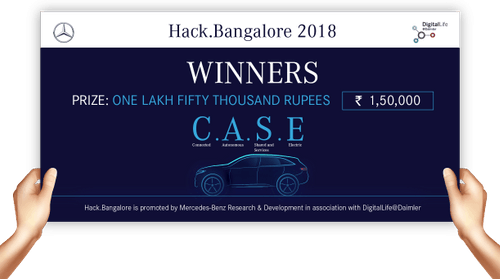 Hack.Bangalore 2018
DigitalLife
WINNERS
PRIZE: ONE LAKH FIFTY THOUSAND RUPEES ₹ 1,50,000
C.A.S.E
Connected Autonomous Shared and Services Electric
Hack.Bangalore is promoted by Mercedes-Benz Research & Development in association with DigitalLife@Daimler